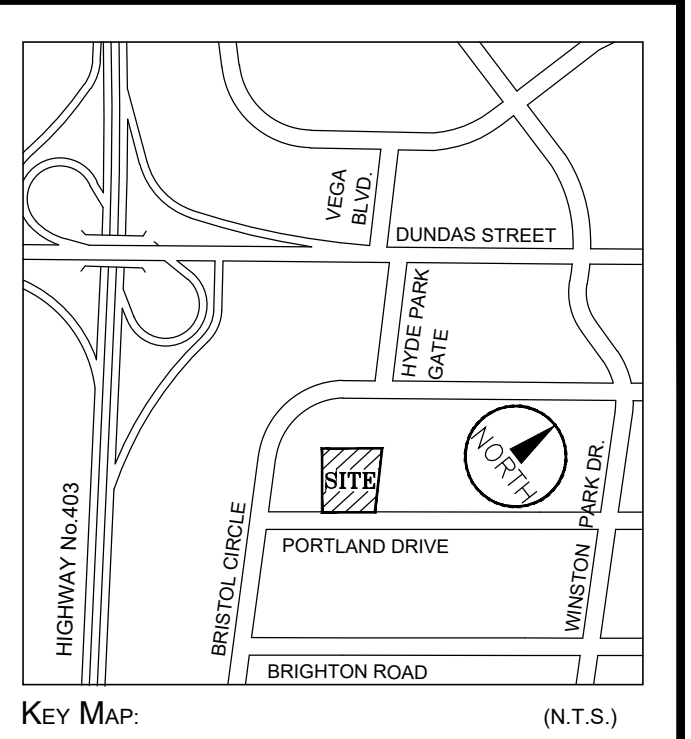 VEGA
BLVD.
DUNDAS STREET
HYDE PARK
GATE
NORTH
SITE
HIGHWAY No.403
BRISTOL CIRCLE
PORTLAND DRIVE
WINSTON PARK DR.
BRIGHTON ROAD
KEY MAP: (N.T.S.)